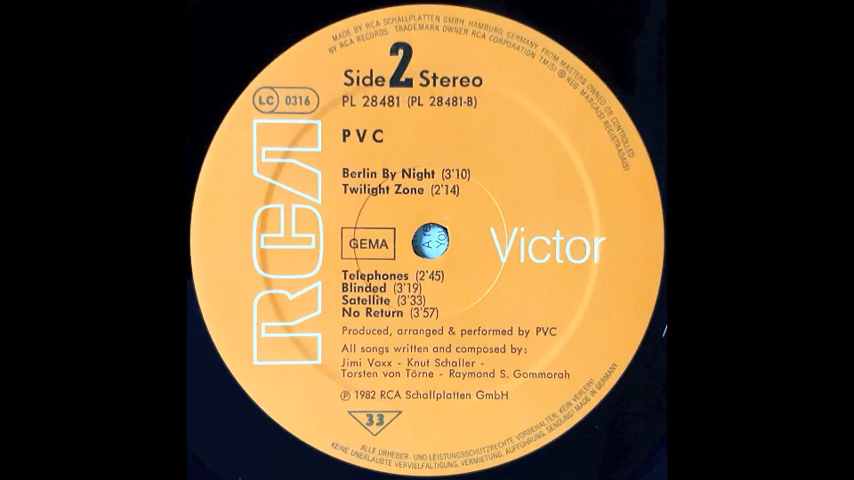 MADE BY RCA SCHALLPLATTEN GMBH, HAMBURG, GERMANY, FROM MASTERS OWNED OR CONTROLLED
BY RCA RECORDS · TRADEMARK OWNER RCA CORPORATION. TM(S) ® REG. MARCA(S) REGISTRADA(S)
Side 2 Stereo
PL 28481 (PL 28481-B)
LC 0316
PVC
Berlin By Night (3'10)
Twilight Zone (2'14)
GEMA
RCA Victor
Telephones (2'45)
Blinded (3'19)
Satellite (3'33)
No Return (3'57)
Produced, arranged & performed by PVC
All songs written and composed by:
Jimi Voxx - Knut Schaller -
Torsten von Törne - Raymond S. Gommorah
℗ 1982 RCA Schallplatten GmbH
33
ALLE URHEBER- UND LEISTUNGSSCHUTZRECHTE VORBEHALTEN, KEIN VERLEIH!
KEINE UNERLAUBTE VERVIELFÄLTIGUNG, VERMIETUNG, AUFFÜHRUNG, SENDUNG! MADE IN GERMANY